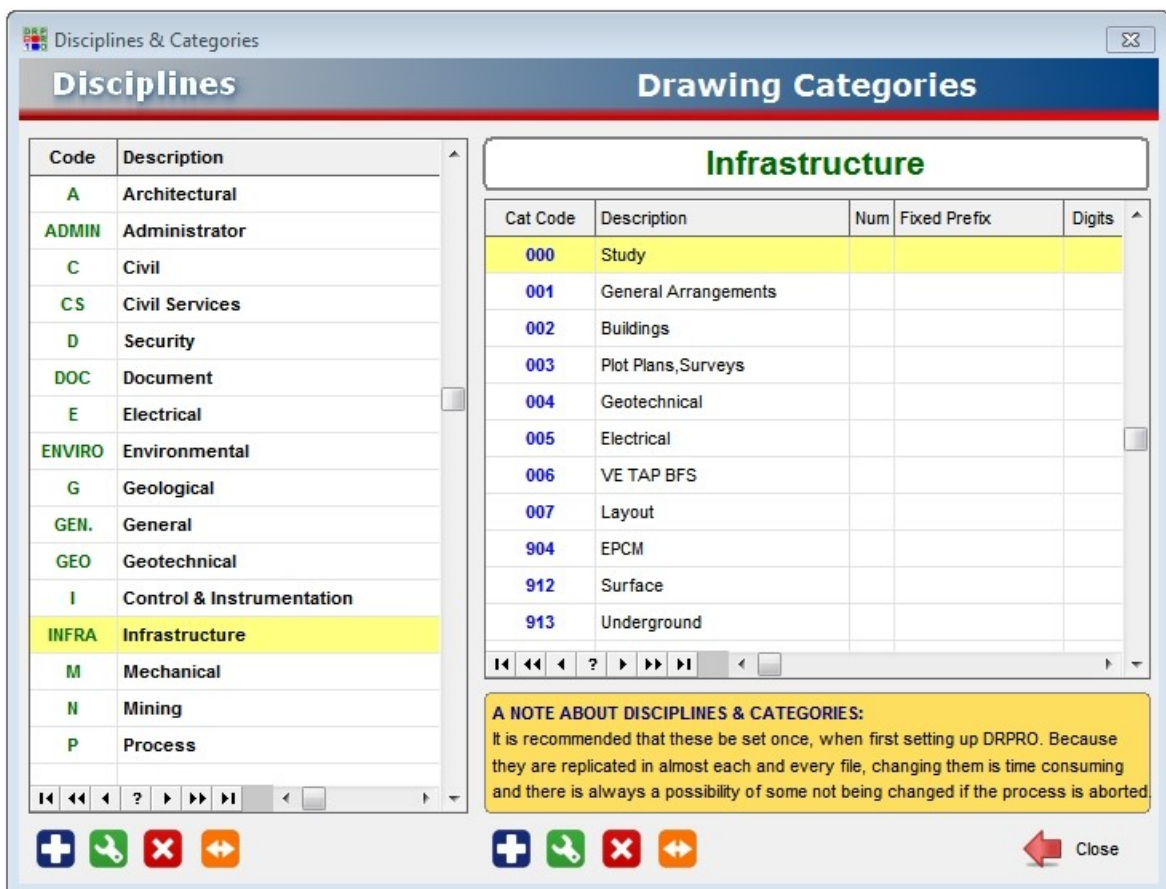 Disciplines & Categories
Disciplines
Drawing Categories
Code Description
A Architectural
ADMIN Administrator
C Civil
CS Civil Services
D Security
DOC Document
E Electrical
ENVIRO Environmental
G Geological
GEN. General
GEO Geotechnical
I Control & Instrumentation
INFRA Infrastructure
M Mechanical
N Mining
P Process
?
Infrastructure
Cat Code Description Num Fixed Prefix Digits
000 Study
001 General Arrangements
002 Buildings
003 Plot Plans,Surveys
004 Geotechnical
005 Electrical
006 VE TAP BFS
007 Layout
904 EPCM
912 Surface
913 Underground
?
A NOTE ABOUT DISCIPLINES & CATEGORIES:
It is recommended that these be set once, when first setting up DRPRO. Because
they are replicated in almost each and every file, changing them is time consuming
and there is always a possibility of some not being changed if the process is aborted.
Close